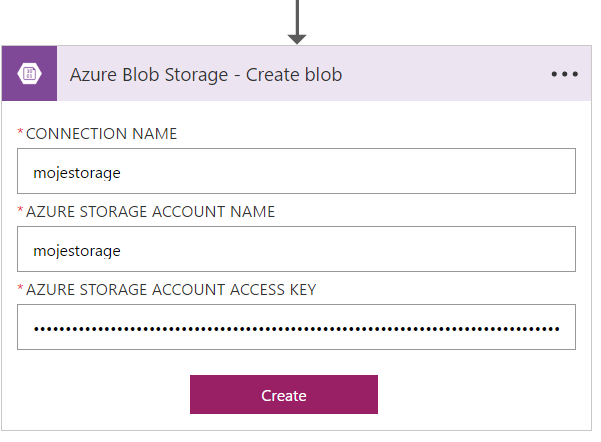 Azure Blob Storage - Create blob
*CONNECTION NAME
mojestorage
*AZURE STORAGE ACCOUNT NAME
mojestorage
*AZURE STORAGE ACCOUNT ACCESS KEY
••••••••••••••••••••••••••••••••••••••••••••••••••••••••••••••••••••••••••••••••••••
Create